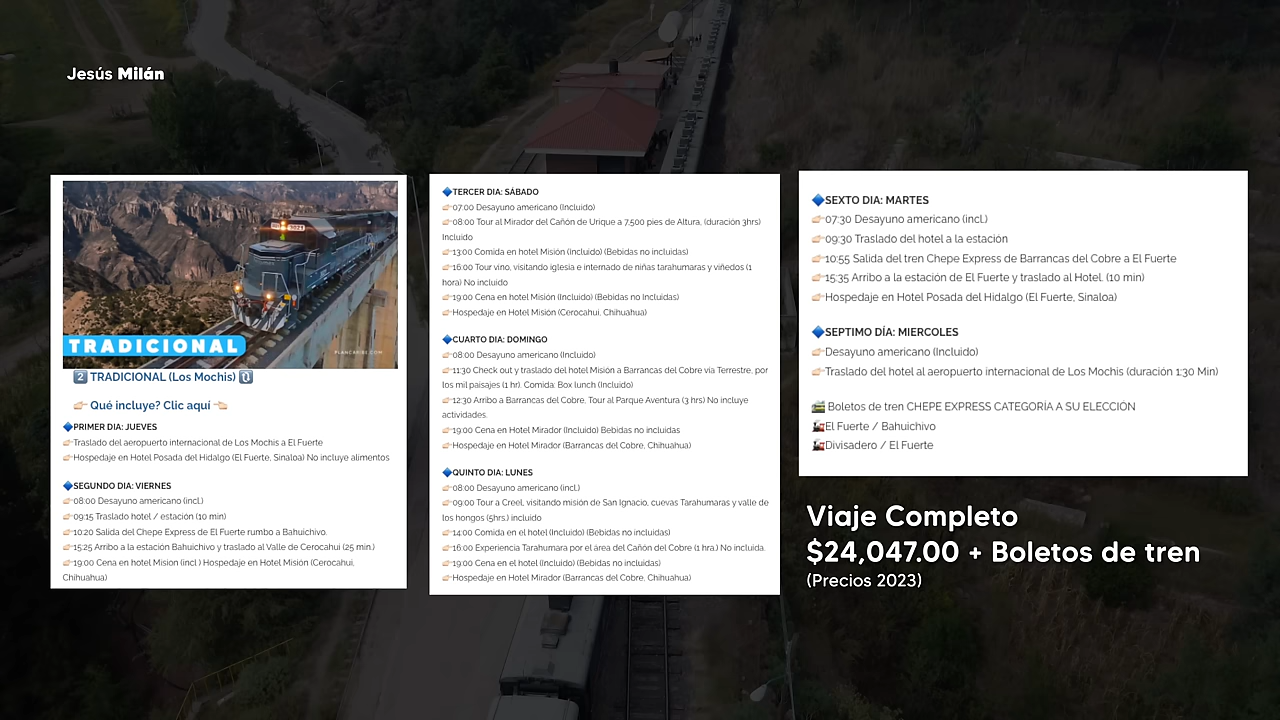 Jesús Milán
TRADICIONAL
PLANCARIBE.COM
2 TRADICIONAL (Los Mochis)
Qué incluye? Clic aquí
PRIMER DIA: JUEVES
Traslado del aeropuerto internacional de Los Mochis a El Fuerte
Hospedaje en Hotel Posada del Hidalgo (El Fuerte, Sinaloa) No incluye alimentos
SEGUNDO DIA: VIERNES
08:00 Desayuno americano (incl.)
09:15 Traslado hotel / estación (10 min)
10:20 Salida del Chepe Express de El Fuerte rumbo a Bahuichivo.
15:25 Arribo a la estación Bahuichivo y traslado al Valle de Cerocahui (25 min.)
19:00 Cena en hotel Mision (incl ) Hospedaje en Hotel Misión (Cerocahui,
Chihuahua)
TERCER DIA: SÁBADO
07:00 Desayuno americano (Incluido)
08:00 Tour al Mirador del Cañón de Urique a 7,500 pies de Altura, (duración 3hrs)
Incluido
13:00 Comida en hotel Misión (Incluido) (Bebidas no incluidas)
16:00 Tour vino, visitando iglesia e internado de niñas tarahumaras y viñedos (1
hora) No incluido
19:00 Cena en hotel Misión (Incluido) (Bebidas no Incluidas)
Hospedaje en Hotel Misión (Cerocahui, Chihuahua)
CUARTO DIA: DOMINGO
08:00 Desayuno americano (Incluido)
11:30 Check out y traslado del hotel Misión a Barrancas del Cobre via Terrestre, por
los mil paisajes (1 hr). Comida: Box lunch (Incluido)
12:30 Arribo a Barrancas del Cobre, Tour al Parque Aventura (3 hrs) No incluye
actividades.
19:00 Cena en Hotel Mirador (Incluido) Bebidas no incluidas
Hospedaje en Hotel Mirador (Barrancas del Cobre, Chihuahua)
QUINTO DIA: LUNES
08:00 Desayuno americano (incl.)
09:00 Tour a Creel, visitando misión de San Ignacio, cuevas Tarahumaras y valle de
los hongos (5hrs.) incluido
14:00 Comida en el hotel (Incluido) (Bebidas no incluidas)
16:00 Experiencia Tarahumara por el área del Cañón del Cobre (1 hra.) No incluida.
19:00 Cena en el hotel (Incluido) (Bebidas no incluidas)
Hospedaje en Hotel Mirador (Barrancas del Cobre, Chihuahua)
SEXTO DIA: MARTES
07:30 Desayuno americano (incl.)
09:30 Traslado del hotel a la estación
10:55 Salida del tren Chepe Express de Barrancas del Cobre a El Fuerte
15:35 Arribo a la estación de El Fuerte y traslado al Hotel. (10 min)
Hospedaje en Hotel Posada del Hidalgo (El Fuerte, Sinaloa)
SEPTIMO DÍA: MIERCOLES
Desayuno americano (Incluido)
Traslado del hotel al aeropuerto internacional de Los Mochis (duración 1:30 Min)
Boletos de tren CHEPE EXPRESS CATEGORÍA A SU ELECCIÓN
El Fuerte / Bahuichivo
Divisadero / El Fuerte
Viaje Completo
$24,047.00 + Boletos de tren
(Precios 2023)